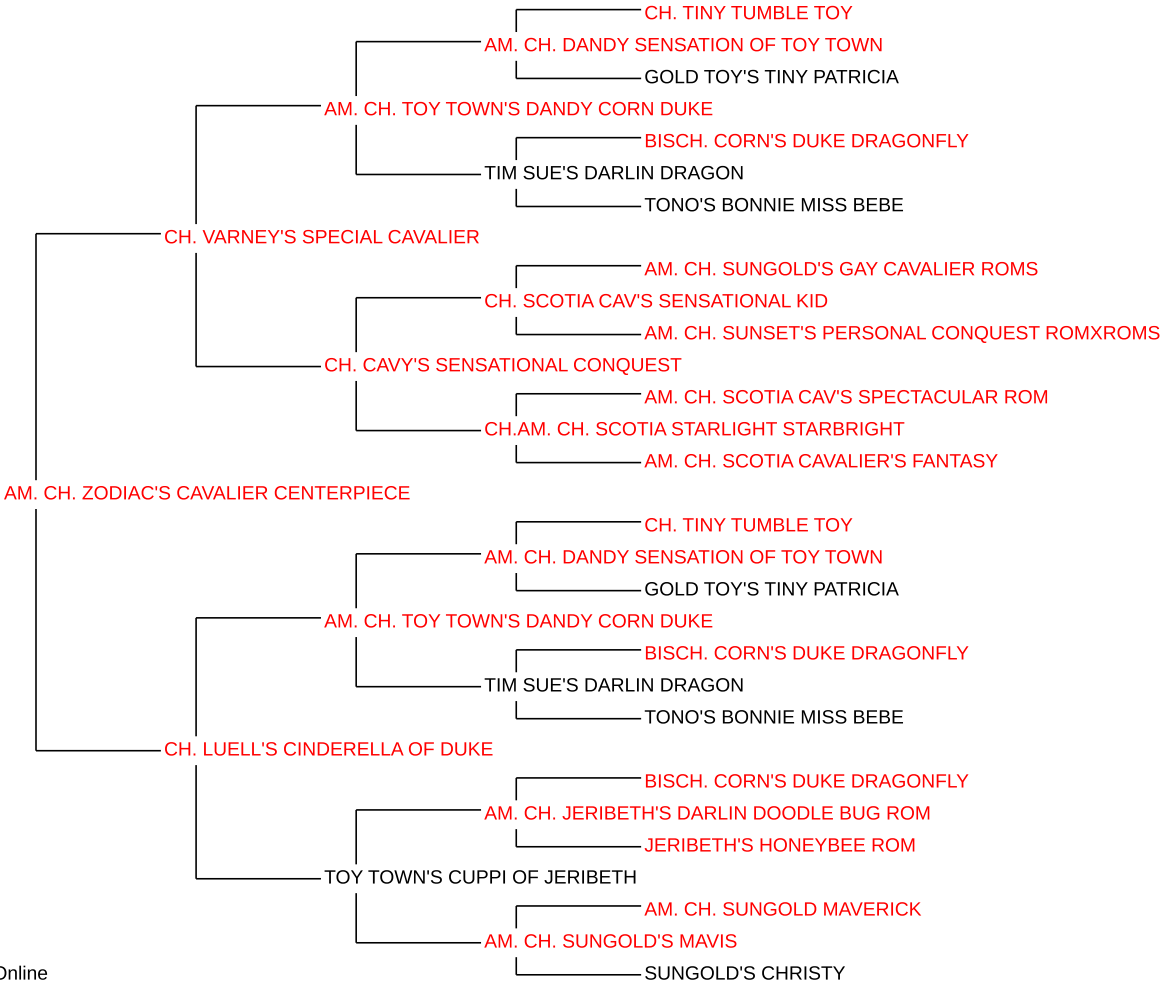 CH. TINY TUMBLE TOY
AM. CH. DANDY SENSATION OF TOY TOWN
GOLD TOY'S TINY PATRICIA
AM. CH. TOY TOWN'S DANDY CORN DUKE
BISCH. CORN'S DUKE DRAGONFLY
TIM SUE'S DARLIN DRAGON
TONO'S BONNIE MISS BEBE
CH. VARNEY'S SPECIAL CAVALIER
AM. CH. SUNGOLD'S GAY CAVALIER ROMS
CH. SCOTIA CAV'S SENSATIONAL KID
AM. CH. SUNSET'S PERSONAL CONQUEST ROMXROMS
CH. CAVY'S SENSATIONAL CONQUEST
AM. CH. SCOTIA CAV'S SPECTACULAR ROM
CH.AM. CH. SCOTIA STARLIGHT STARBRIGHT
AM. CH. SCOTIA CAVALIER'S FANTASY
AM. CH. ZODIAC'S CAVALIER CENTERPIECE
CH. TINY TUMBLE TOY
AM. CH. DANDY SENSATION OF TOY TOWN
GOLD TOY'S TINY PATRICIA
AM. CH. TOY TOWN'S DANDY CORN DUKE
BISCH. CORN'S DUKE DRAGONFLY
TIM SUE'S DARLIN DRAGON
TONO'S BONNIE MISS BEBE
CH. LUELL'S CINDERELLA OF DUKE
BISCH. CORN'S DUKE DRAGONFLY
AM. CH. JERIBETH'S DARLIN DOODLE BUG ROM
JERIBETH'S HONEYBEE ROM
TOY TOWN'S CUPPI OF JERIBETH
AM. CH. SUNGOLD MAVERICK
AM. CH. SUNGOLD'S MAVIS
SUNGOLD'S CHRISTY
Online